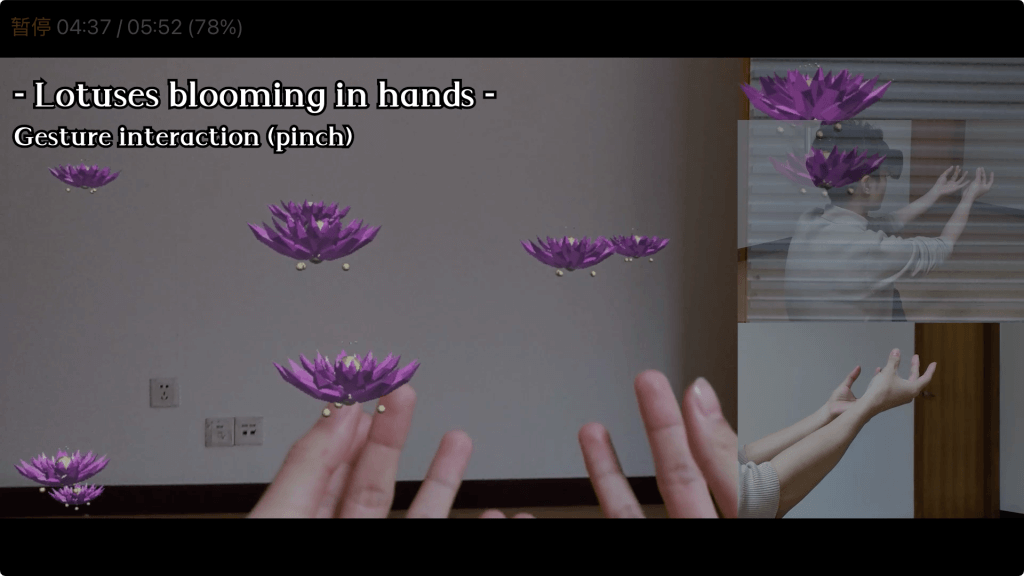 暂停 04:37 / 05:52 (78%)
- Lotuses blooming in hands -
Gesture interaction (pinch)